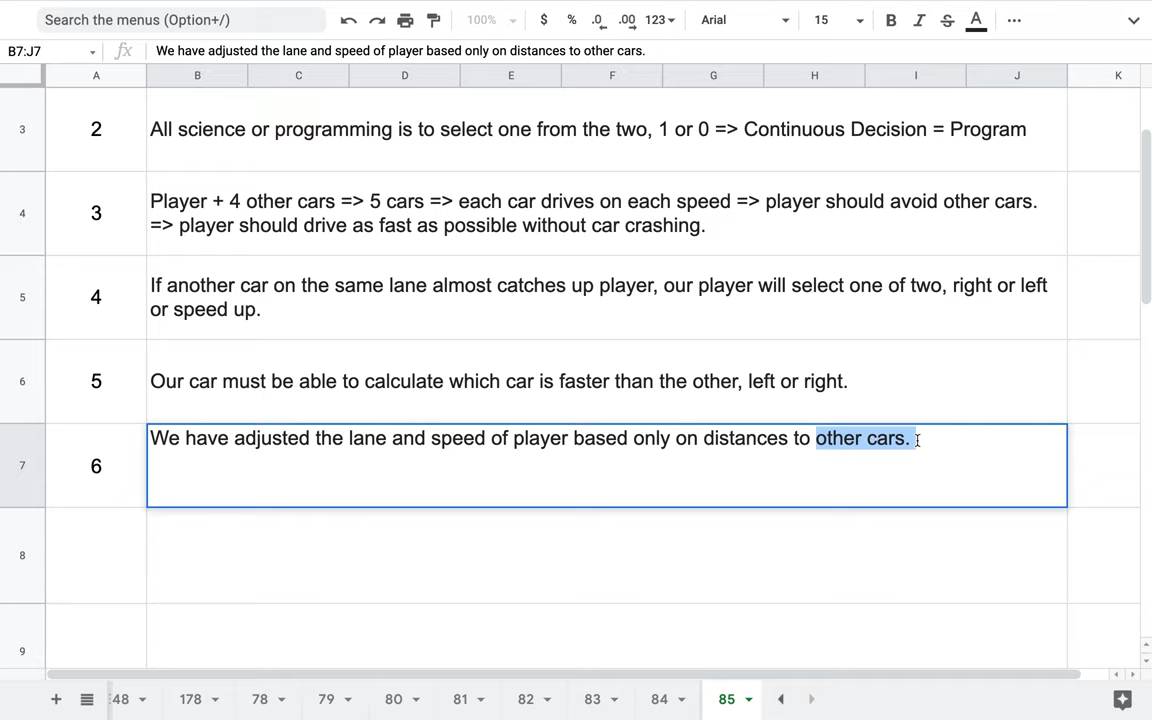 Search the menus (Option+/)
100%
$ % .0 .00 123
Arial
15
B I S A
B7:J7
fx
We have adjusted the lane and speed of player based only on distances to other cars.
A B C D E F G H I J K
3
2
All science or programming is to select one from the two, 1 or 0 => Continuous Decision = Program
4
3
Player + 4 other cars => 5 cars => each car drives on each speed => player should avoid other cars.
=> player should drive as fast as possible without car crashing.
5
4
If another car on the same lane almost catches up player, our player will select one of two, right or left
or speed up.
6
5
Our car must be able to calculate which car is faster than the other, left or right.
7
6
We have adjusted the lane and speed of player based only on distances to other cars.
8
9
48 178 78 79 80 81 82 83 84 85